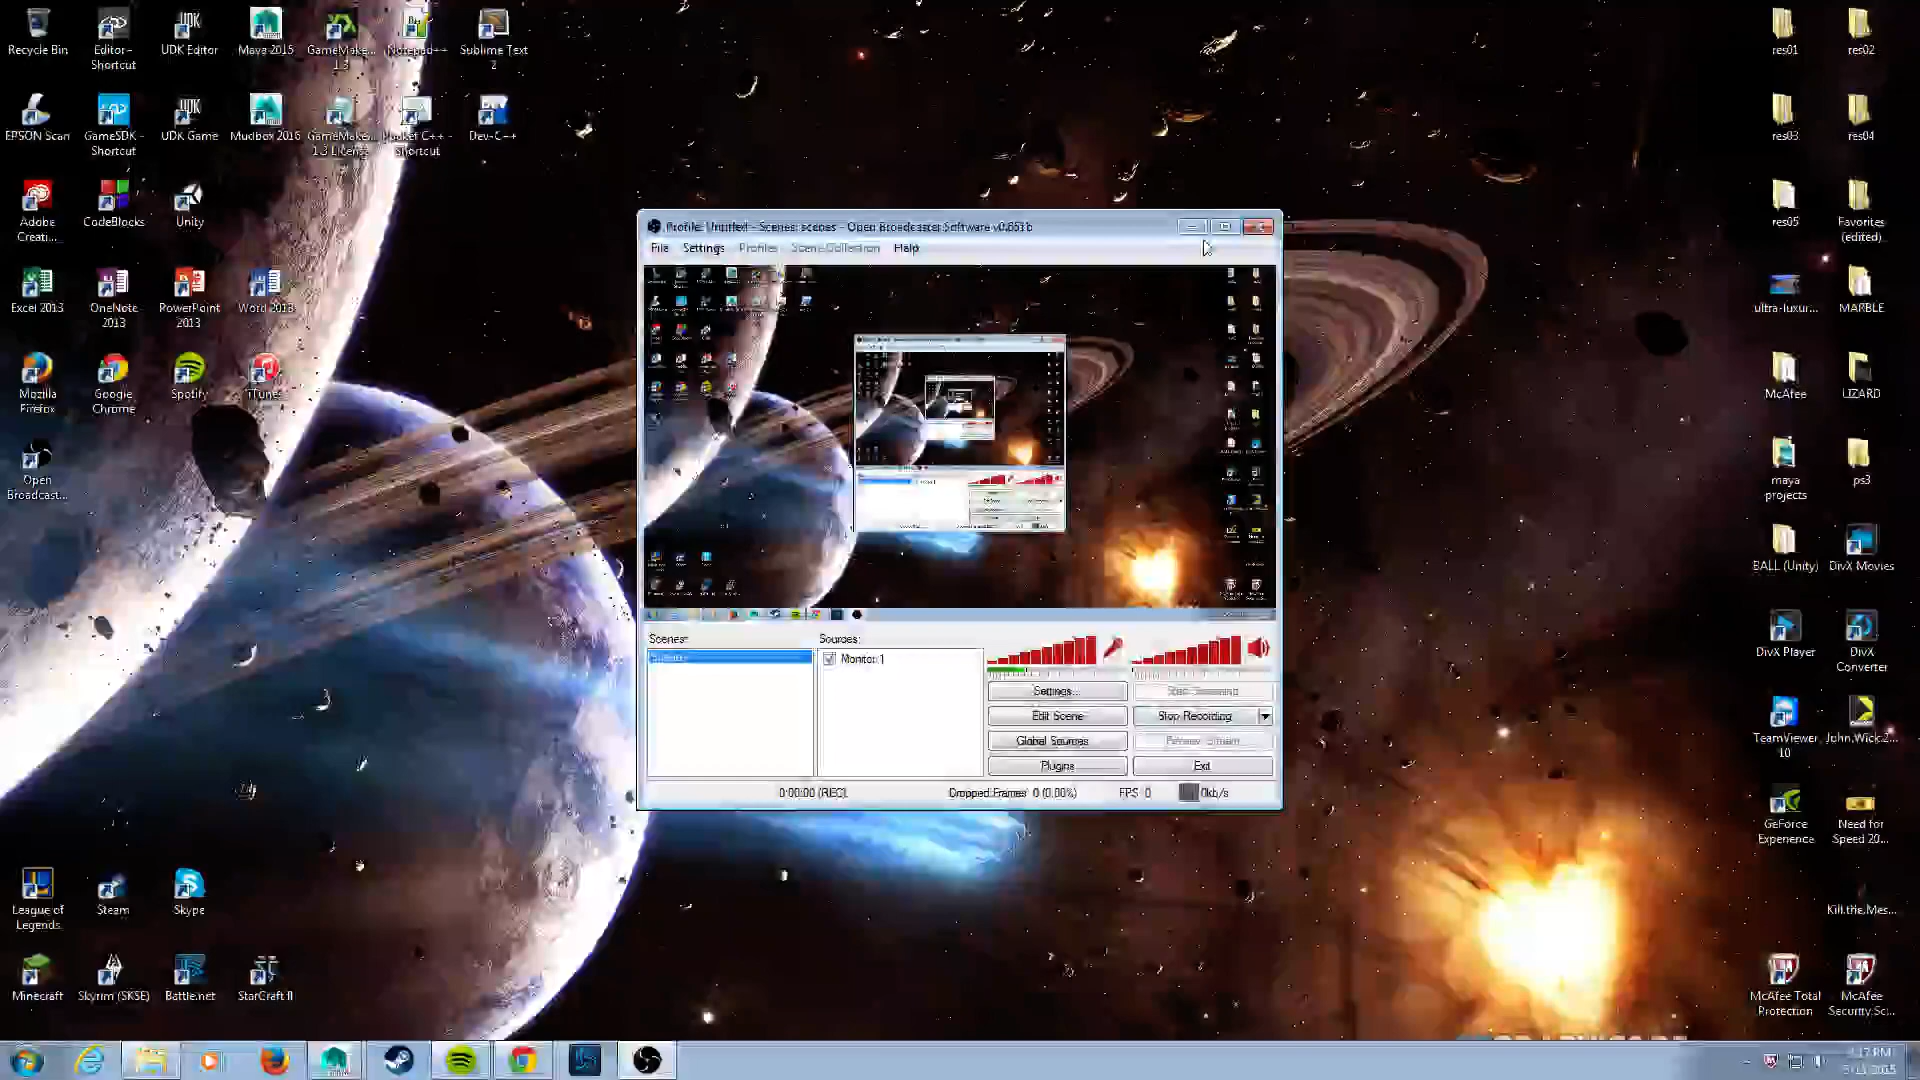 Recycle Bin
Editor - Shortcut
UDK Editor
Maya 2015
GameMake... 1.3
Notepad++
Sublime Text 2
EPSON Scan
GameSDK - Shortcut
UDK Game
Mudbox 2016
GameMake... 1.3 License
Pocket C++ - Shortcut
Dev-C++
Adobe Creati...
CodeBlocks
Unity
Excel 2013
OneNote 2013
PowerPoint 2013
Word 2013
Mozilla Firefox
Google Chrome
Spotify
iTunes
Open Broadcast...
League of Legends
Steam
Skype
Minecraft
Skyrim (SKSE)
Battle.net
StarCraft II
Profile: Untitled - Scenes: scenes - Open Broadcaster Software v0.651b
File Settings Profiles Scene Collection Help
Scenes:
Sources:
Monitor 1
Settings...
Edit Scene
Stop Recording
Global Sources
Preview Stream
Plugins
Exit
0:00:00 (REC)
Dropped Frames 0 (0.00%)
FPS 0
0kb/s
res01
res02
res03
res04
res05
Favorites (edited)
ultra-luxur...
MARBLE
McAfee
LIZARD
maya projects
ps3
BALL (Unity)
DivX Movies
DivX Player
DivX Converter
TeamViewer 10
John.Wick.2...
GeForce Experience
Need for Speed 20...
Kill.the.Mes...
McAfee Total Protection
McAfee Security Sc...